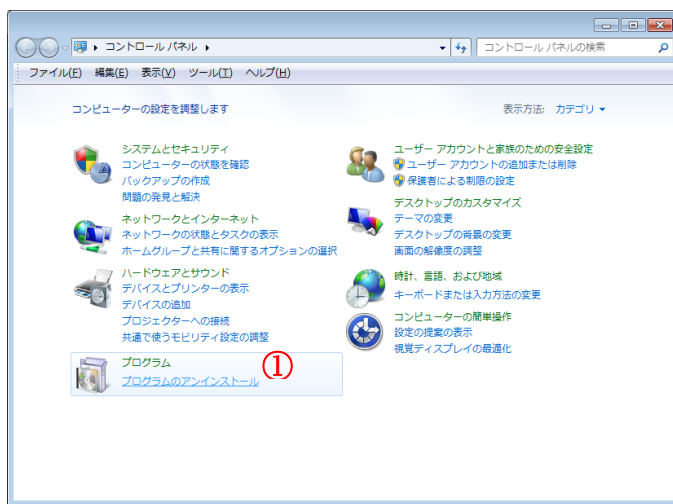 コントロール パネル
コントロール パネルの検索
ファイル(F) 編集(E) 表示(V) ツール(T) ヘルプ(H)
コンピューターの設定を調整します
表示方法: カテゴリ
システムとセキュリティ
コンピューターの状態を確認
バックアップの作成
問題の発見と解決
ネットワークとインターネット
ネットワークの状態とタスクの表示
ホームグループと共有に関するオプションの選択
ハードウェアとサウンド
デバイスとプリンターの表示
デバイスの追加
プロジェクターへの接続
共通で使うモビリティ設定の調整
プログラム
プログラムのアンインストール
①
ユーザー アカウントと家族のための安全設定
ユーザー アカウントの追加または削除
保護者による制限の設定
デスクトップのカスタマイズ
テーマの変更
デスクトップの背景の変更
画面の解像度の調整
時計、言語、および地域
キーボードまたは入力方法の変更
コンピューターの簡単操作
設定の提案の表示
視覚ディスプレイの最適化